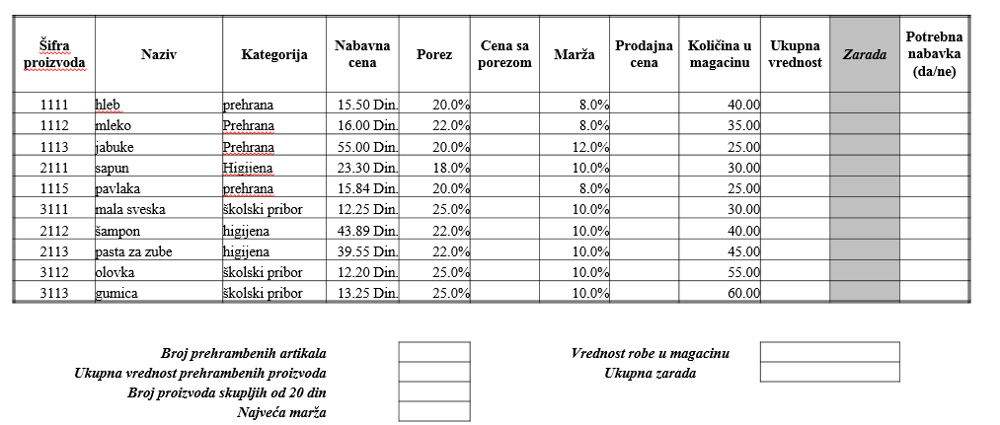 Šifra proizvoda Naziv Kategorija Nabavna cena Porez Cena sa porezom Marža Prodajna cena Količina u magacinu Ukupna vrednost Zarada Potrebna nabavka (da/ne)
1111 hleb prehrana 15.50 Din. 20.0% 8.0% 40.00
1112 mleko Prehrana 16.00 Din. 22.0% 8.0% 35.00
1113 jabuke Prehrana 55.00 Din. 20.0% 12.0% 25.00
2111 sapun Higijena 23.30 Din. 18.0% 10.0% 30.00
1115 pavlaka prehrana 15.84 Din. 20.0% 8.0% 25.00
3111 mala sveska školski pribor 12.25 Din. 25.0% 10.0% 30.00
2112 šampon higijena 43.89 Din. 22.0% 10.0% 40.00
2113 pasta za zube higijena 39.55 Din. 22.0% 10.0% 45.00
3112 olovka školski pribor 12.20 Din. 25.0% 10.0% 55.00
3113 gumica školski pribor 13.25 Din. 25.0% 10.0% 60.00
Broj prehrambenih artikala
Ukupna vrednost prehrambenih proizvoda
Broj proizvoda skupljih od 20 din
Najveća marža
Vrednost robe u magacinu
Ukupna zarada